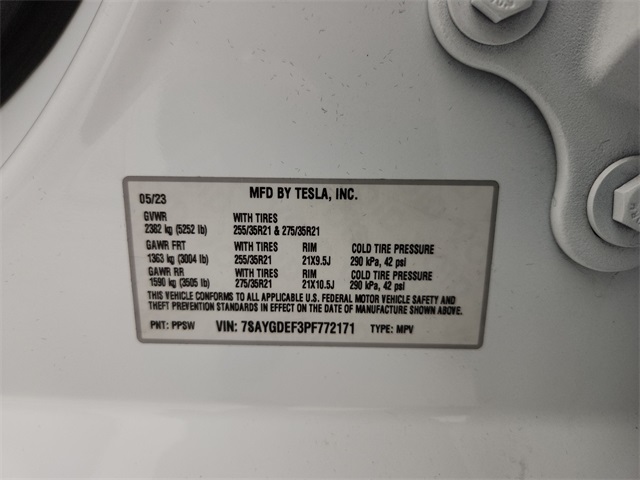 05/23 MFD BY TESLA, INC.
GVWR WITH TIRES
2382 kg (5252 lb) 255/35R21 & 275/35R21
GAWR FRT WITH TIRES RIM COLD TIRE PRESSURE
1363 kg (3004 lb) 255/35R21 21X9.5J 290 kPa, 42 psi
GAWR RR WITH TIRES RIM COLD TIRE PRESSURE
1590 kg (3505 lb) 275/35R21 21X10.5J 290 kPa, 42 psi
THIS VEHICLE CONFORMS TO ALL APPLICABLE U.S. FEDERAL MOTOR VEHICLE SAFETY AND
THEFT PREVENTION STANDARDS IN EFFECT ON THE DATE OF MANUFACTURE SHOWN ABOVE.
PNT: PPSW VIN: 7SAYGDEF3PF772171 TYPE: MPV